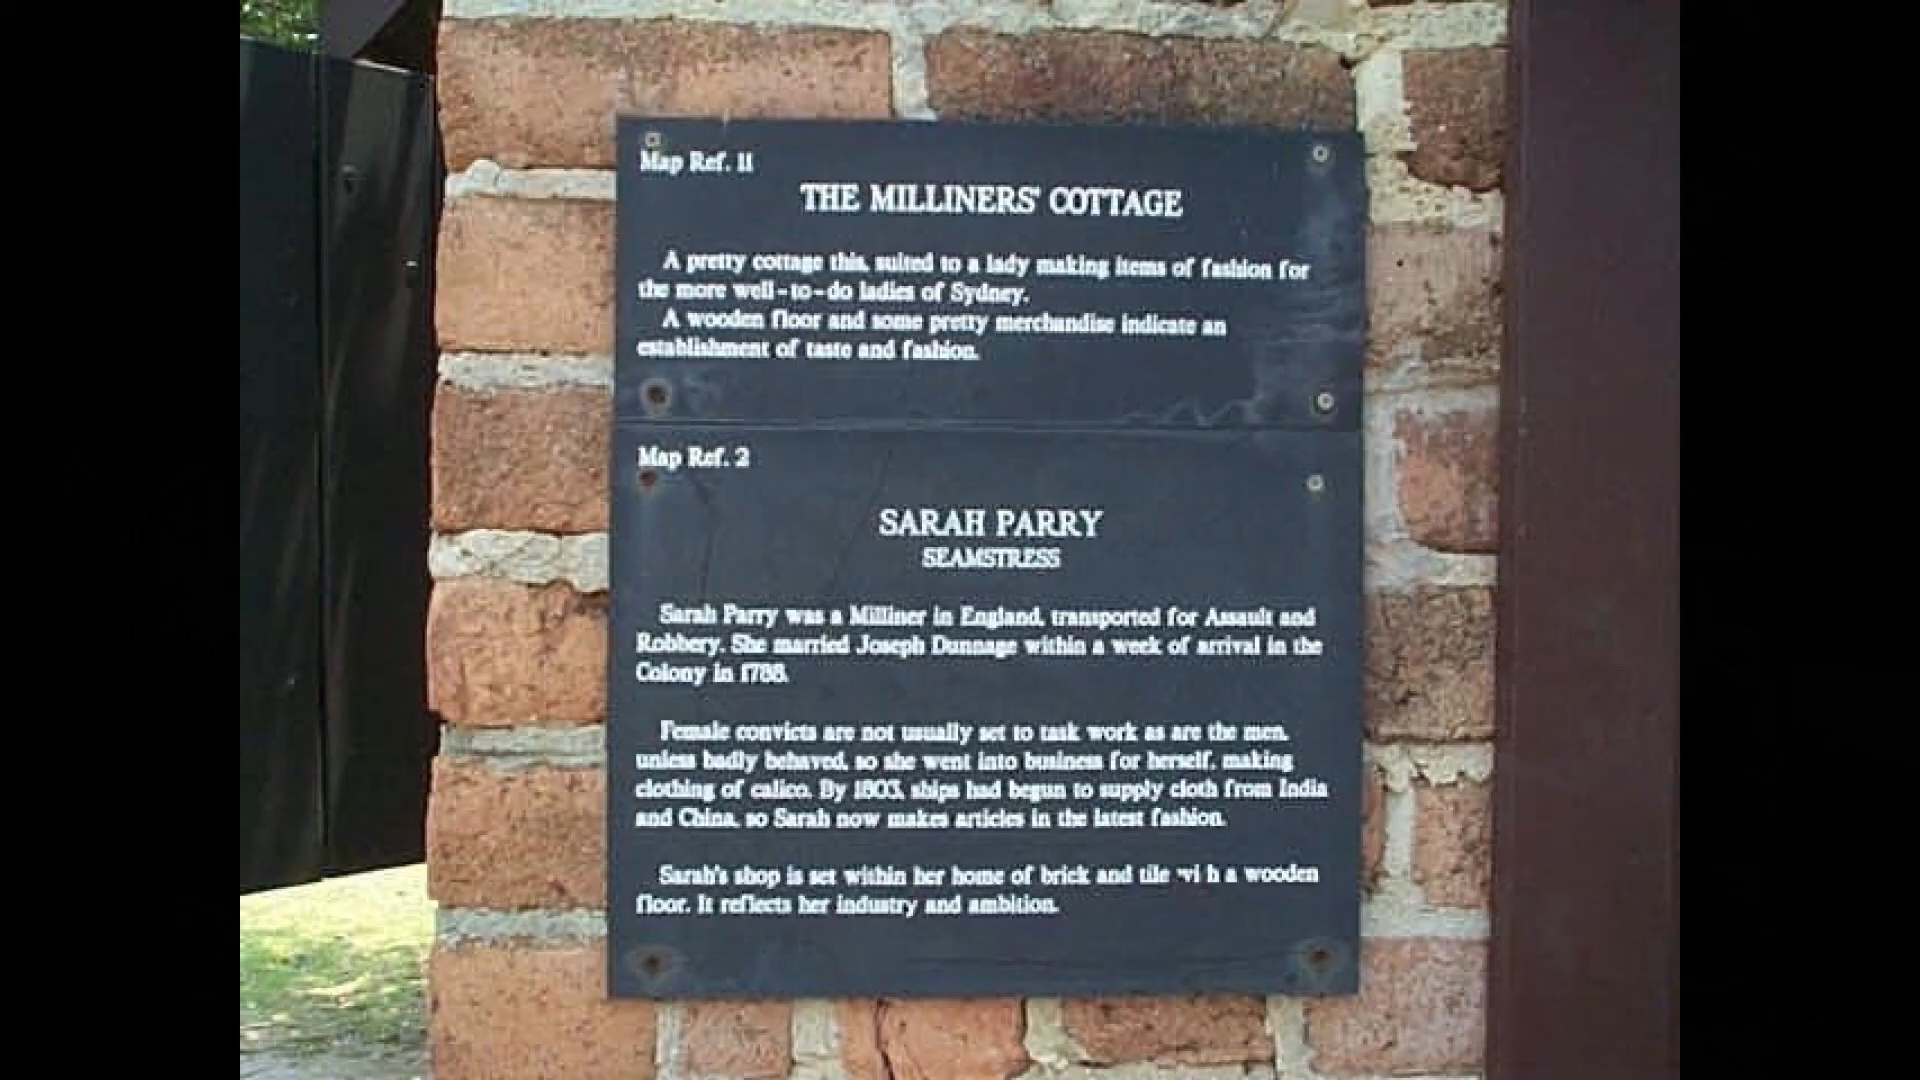 Map Ref. 11
THE MILLINERS' COTTAGE
A pretty cottage this, suited to a lady making items of fashion for
the more well-to-do ladies of Sydney.
A wooden floor and some pretty merchandise indicate an
establishment of taste and fashion.
Map Ref. 2
SARAH PARRY
SEAMSTRESS
Sarah Parry was a Milliner in England, transported for Assault and
Robbery. She married Joseph Dunnage within a week of arrival in the
Colony in 1788.
Female convicts are not usually set to task work as are the men,
unless badly behaved, so she went into business for herself, making
clothing of calico. By 1803, ships had begun to supply cloth from India
and China, so Sarah now makes articles in the latest fashion.
Sarah's shop is set within her home of brick and tile wi h a wooden
floor. It reflects her industry and ambition.